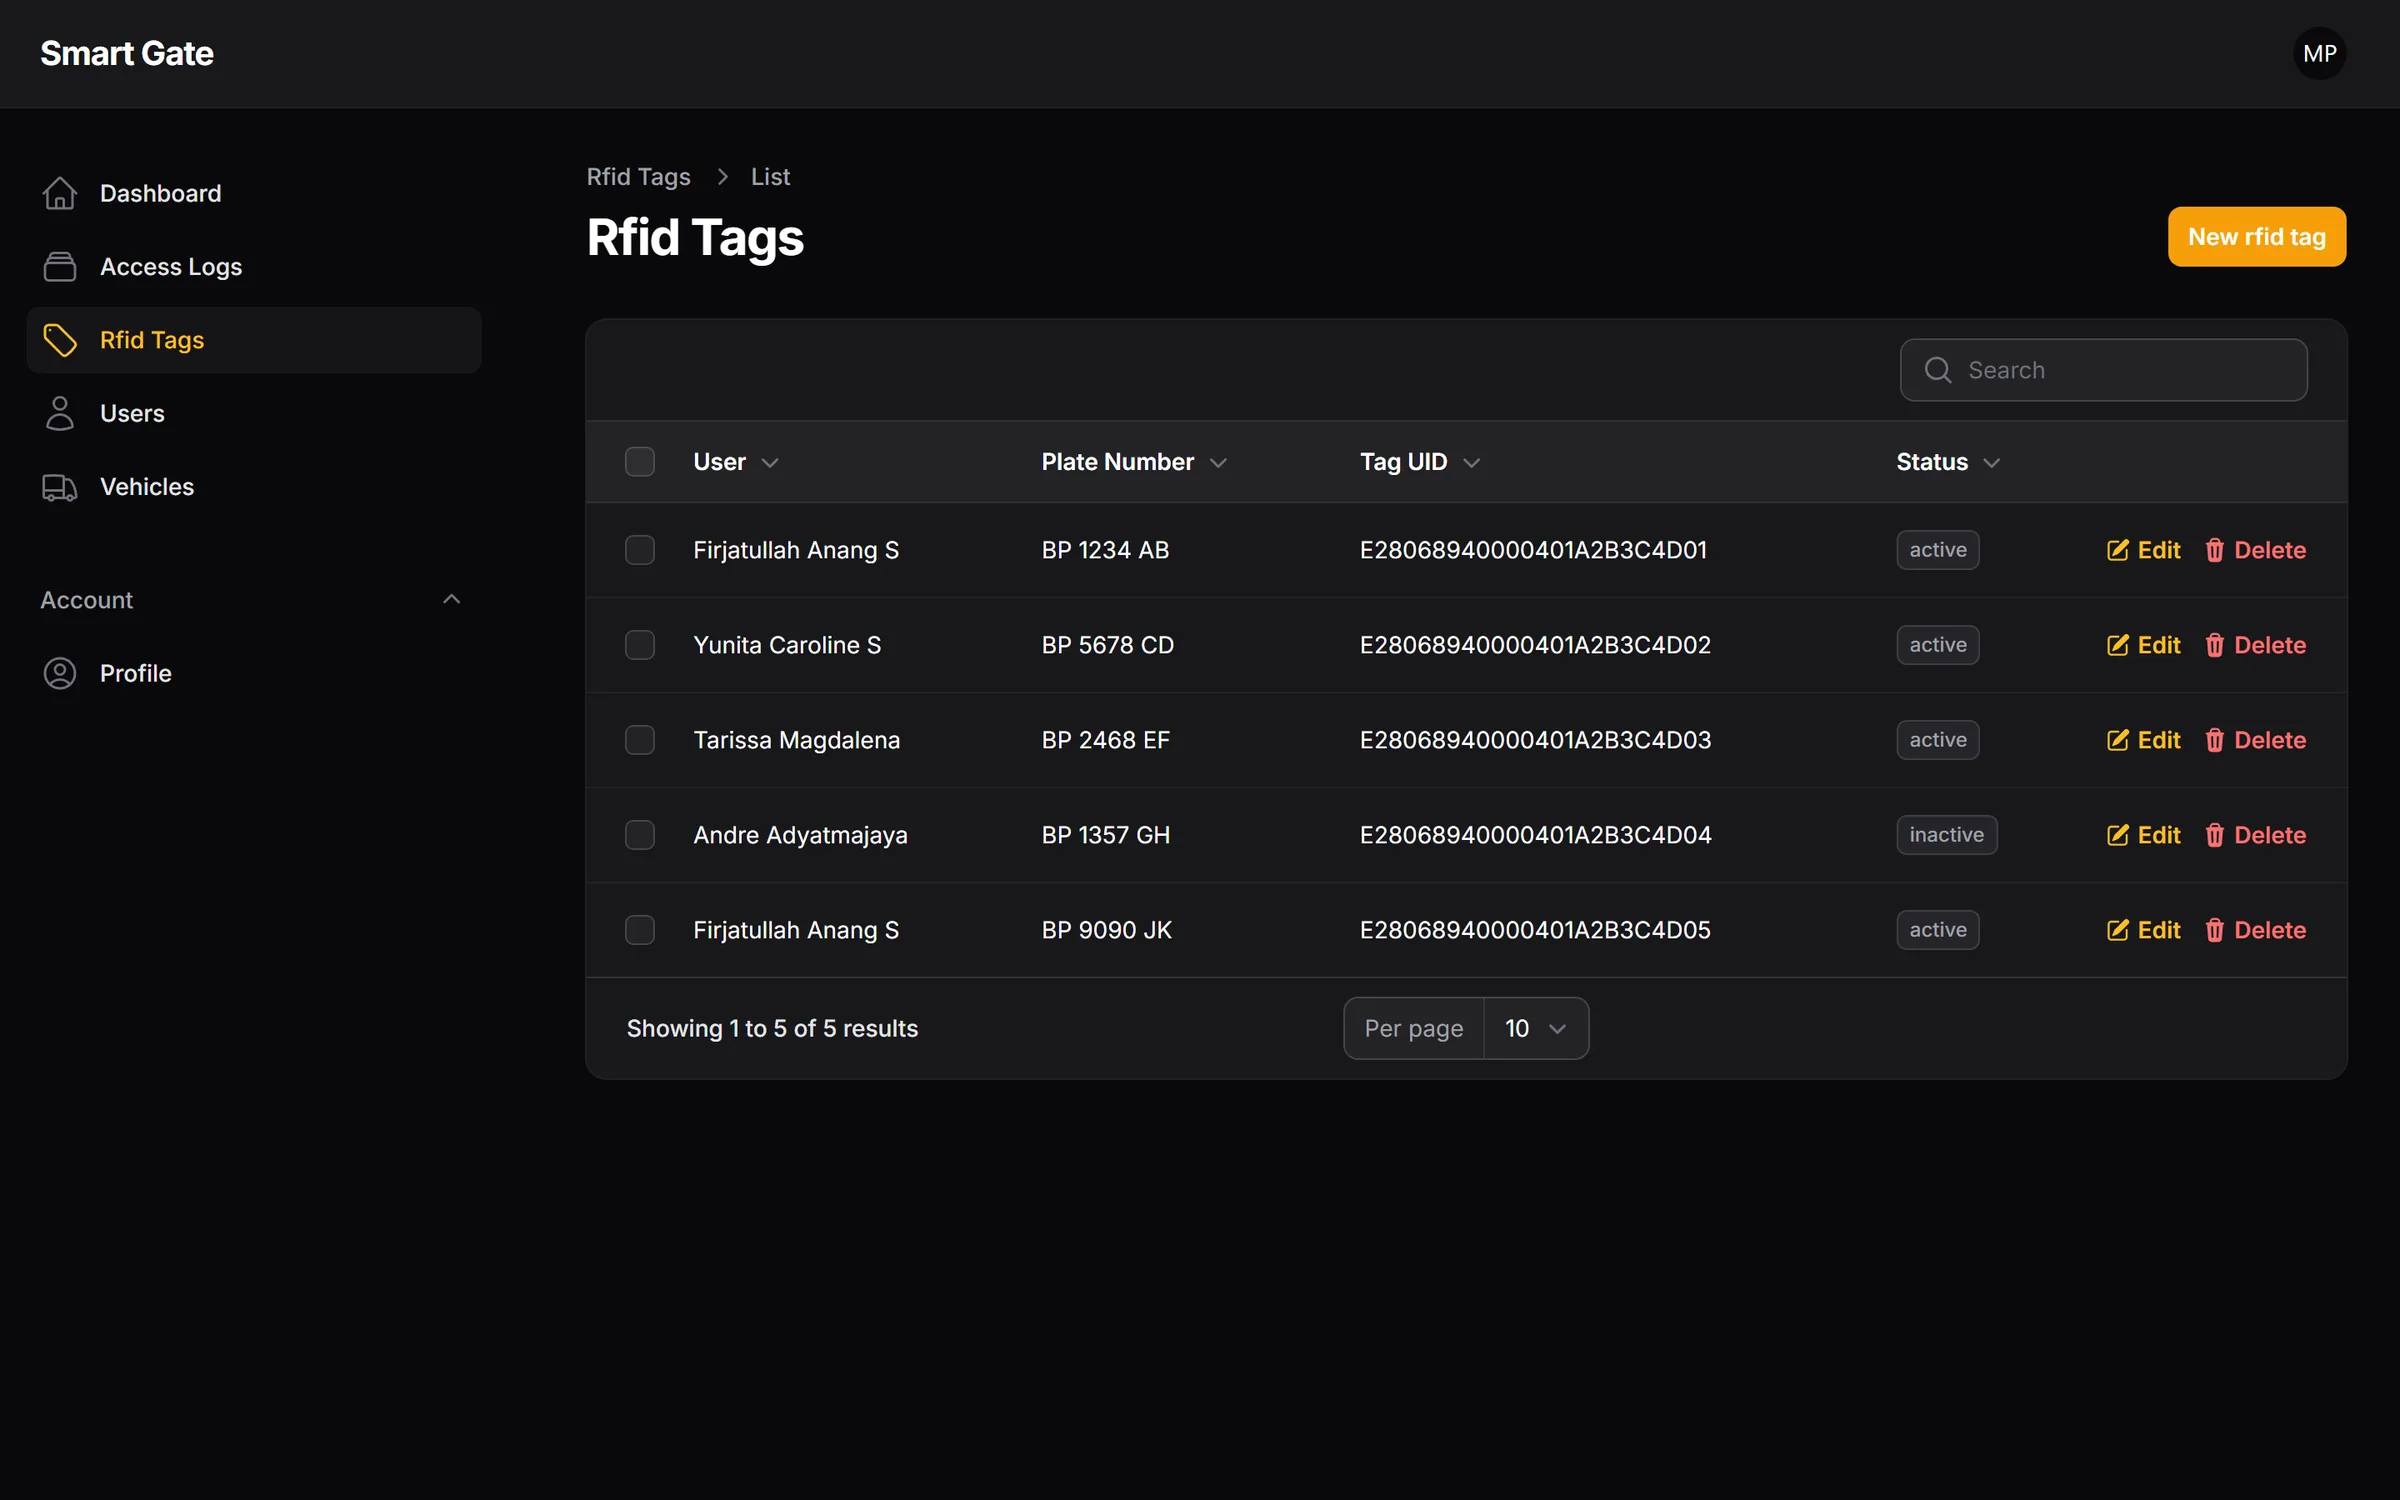 Smart Gate
MP
Dashboard
Access Logs
Rfid Tags
Users
Vehicles
Account
Profile
Rfid Tags > List
Rfid Tags
New rfid tag
Search
User Plate Number Tag UID Status
Firjatullah Anang S BP 1234 AB E28068940000401A2B3C4D01 active Edit Delete
Yunita Caroline S BP 5678 CD E28068940000401A2B3C4D02 active Edit Delete
Tarissa Magdalena BP 2468 EF E28068940000401A2B3C4D03 active Edit Delete
Andre Adyatmajaya BP 1357 GH E28068940000401A2B3C4D04 inactive Edit Delete
Firjatullah Anang S BP 9090 JK E28068940000401A2B3C4D05 active Edit Delete
Showing 1 to 5 of 5 results Per page 10